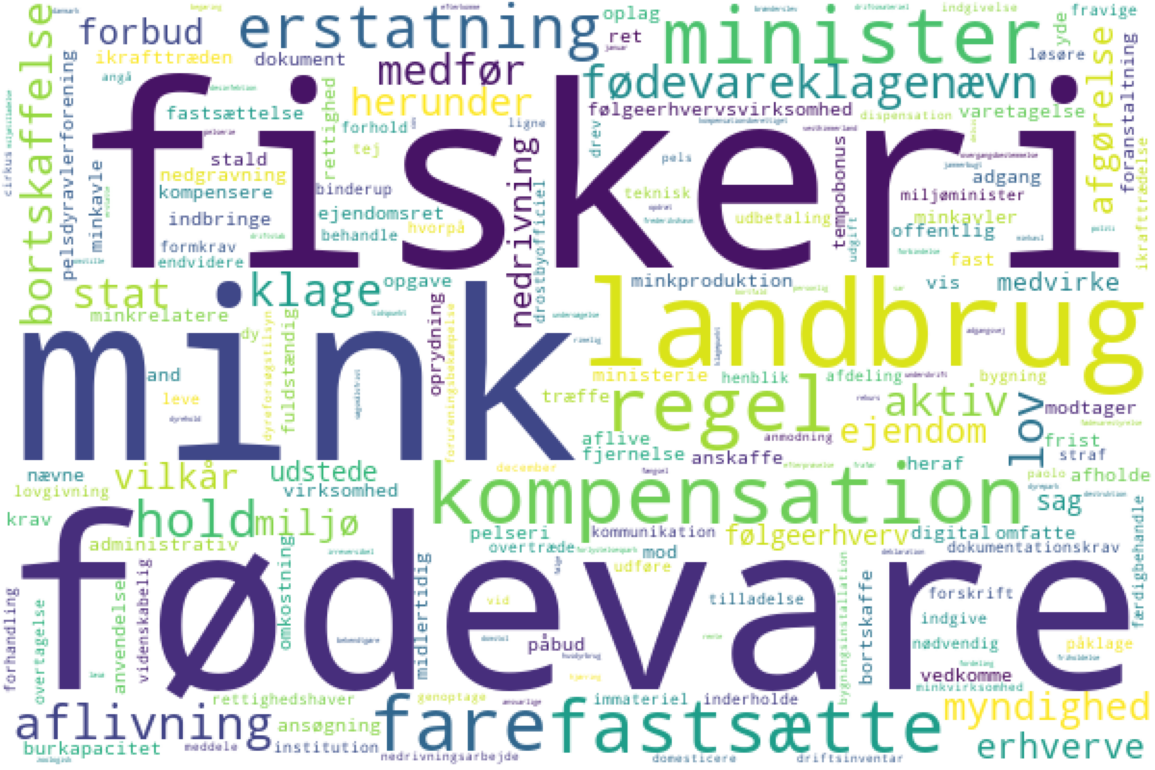 bortskaffelse
forbud
erstatning
oplag
minister
indgivelse
fravige
yde
ikrafttræden
dokument
medfør
ret
løsøre
fødevareklagenævn
afgørelse
foranstaltning
pelsdyravlerforening
angå
herunder
følgeerhvervsvirksomhed
dispensation
varetagelse
fastsættelse
rettighed
forhold
tej
ligne
drev
fiskeri
cirkus
minkavle
stald
nedgravning
kompensere
binderup
indbringe
ejendomsret
formkrav
behandle
hvorpå
endvidere
nedrivning
drostbyofficiel
pels
teknisk
udbetaling
tempobonus
udgift
adgang
miljøminister
minkavler
offentlig
fast
ikrafttrædelse
stat
klage
opgave
minkproduktion
vis
medvirke
minkrelatere
dy
mink
landbrug
oprydning
fuldstændig
dyreforsøgstilsyn
forureningsbekæmpelse
and
leve
ministerie
henblik
afdeling
bygning
træffe
regel
aktiv
lov
modtager
aflive
fjernelse
anmodning
ejendom
frist
straf
anskaffe
heraf
paolo
afholde
nævne
vilkår
udstede
lovgivning
virksomhed
december
kompensation
sag
krav
hold
miljø
pelseri
kommunikation
følgeerhverv
digital
omfatte
administrativ
overtræde
mod
dokumentationskrav
udføre
fødevare
forhandling
overtagelse
anvendelse
videnskabelig
omkostning
midlertidig
vid
påbud
tilladelse
bygningsinstallation
bortskaffe
forskrift
indgive
nødvendig
påklage
færdigbehandle
vedkomme
minkvirksomhed
rettighedshaver
genoptage
immateriel
inderholde
aflivning
ansøgning
fare
fastsætte
myndighed
burkapacitet
meddele
institution
nedrivningsarbejde
domesticere
driftsinventar
erhverve